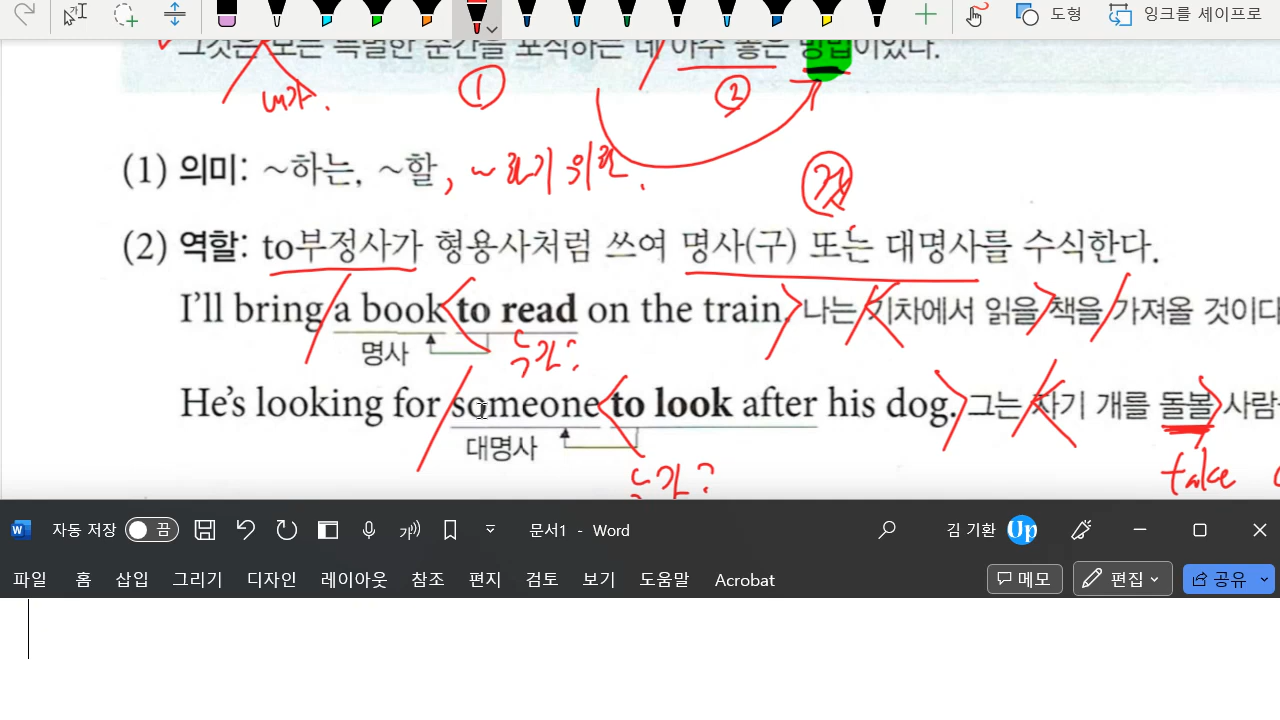 도형 잉크를 셰이프로
그것은 모든 특별한 순간을 포착하는 데 아주 좋은 방법이있다.
내가.
①
②
(1) 의미: ~하는, ~할, ~하기 위한.
것
(2) 역할: to부정사가 형용사처럼 쓰여 명사(구) 또는 대명사를 수식한다.
I'll bring a book to read on the train. 나는 기차에서 읽을 책을 가져올 것이다
명사
누가?
He's looking for someone to look after his dog. 그는 자기 개를 돌볼 사람
대명사
누가?
take
자동 저장 끔 문서1 - Word 김 기환 Up
파일 홈 삽입 그리기 디자인 레이아웃 참조 편지 검토 보기 도움말 Acrobat 메모 편집 공유